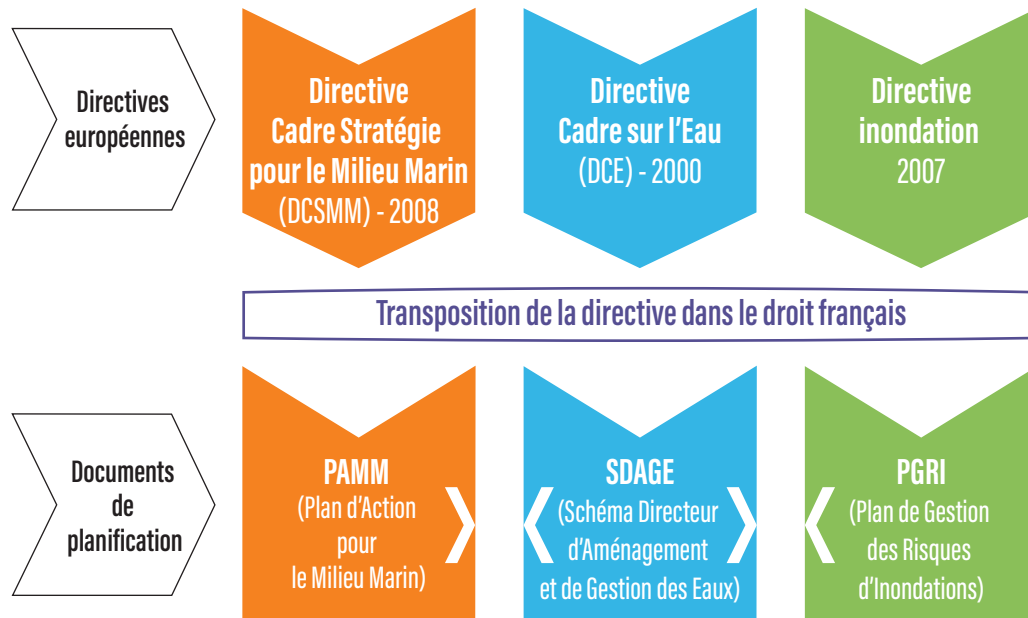 Directives
européennes
Directive
Cadre Stratégie
pour le Milieu Marin
(DCSMM) - 2008
Directive
Cadre sur l'Eau
(DCE) - 2000
Directive
inondation
2007
Transposition de la directive dans le droit français
Documents
de
planification
PAMM
(Plan d'Action
pour
le Milieu Marin)
SDAGE
(Schéma Directeur
d'Aménagement
et de Gestion des Eaux)
PGRI
(Plan de Gestion
des Risques
d'Inondations)